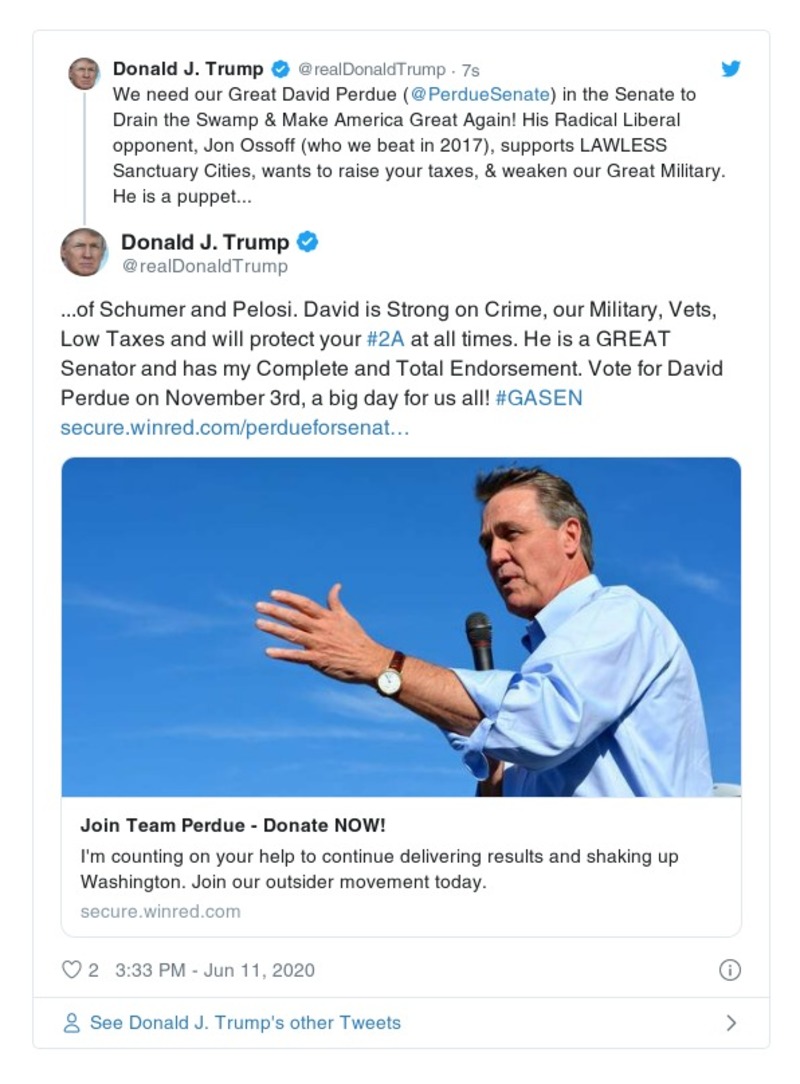 Donald J. Trump @realDonaldTrump · 7s
We need our Great David Perdue (@PerdueSenate) in the Senate to
Drain the Swamp & Make America Great Again! His Radical Liberal
opponent, Jon Ossoff (who we beat in 2017), supports LAWLESS
Sanctuary Cities, wants to raise your taxes, & weaken our Great Military.
He is a puppet...
Donald J. Trump
@realDonaldTrump
...of Schumer and Pelosi. David is Strong on Crime, our Military, Vets,
Low Taxes and will protect your #2A at all times. He is a GREAT
Senator and has my Complete and Total Endorsement. Vote for David
Perdue on November 3rd, a big day for us all! #GASEN
secure.winred.com/perdueforsenat…
Join Team Perdue - Donate NOW!
I'm counting on your help to continue delivering results and shaking up
Washington. Join our outsider movement today.
secure.winred.com
2 3:33 PM - Jun 11, 2020
See Donald J. Trump's other Tweets